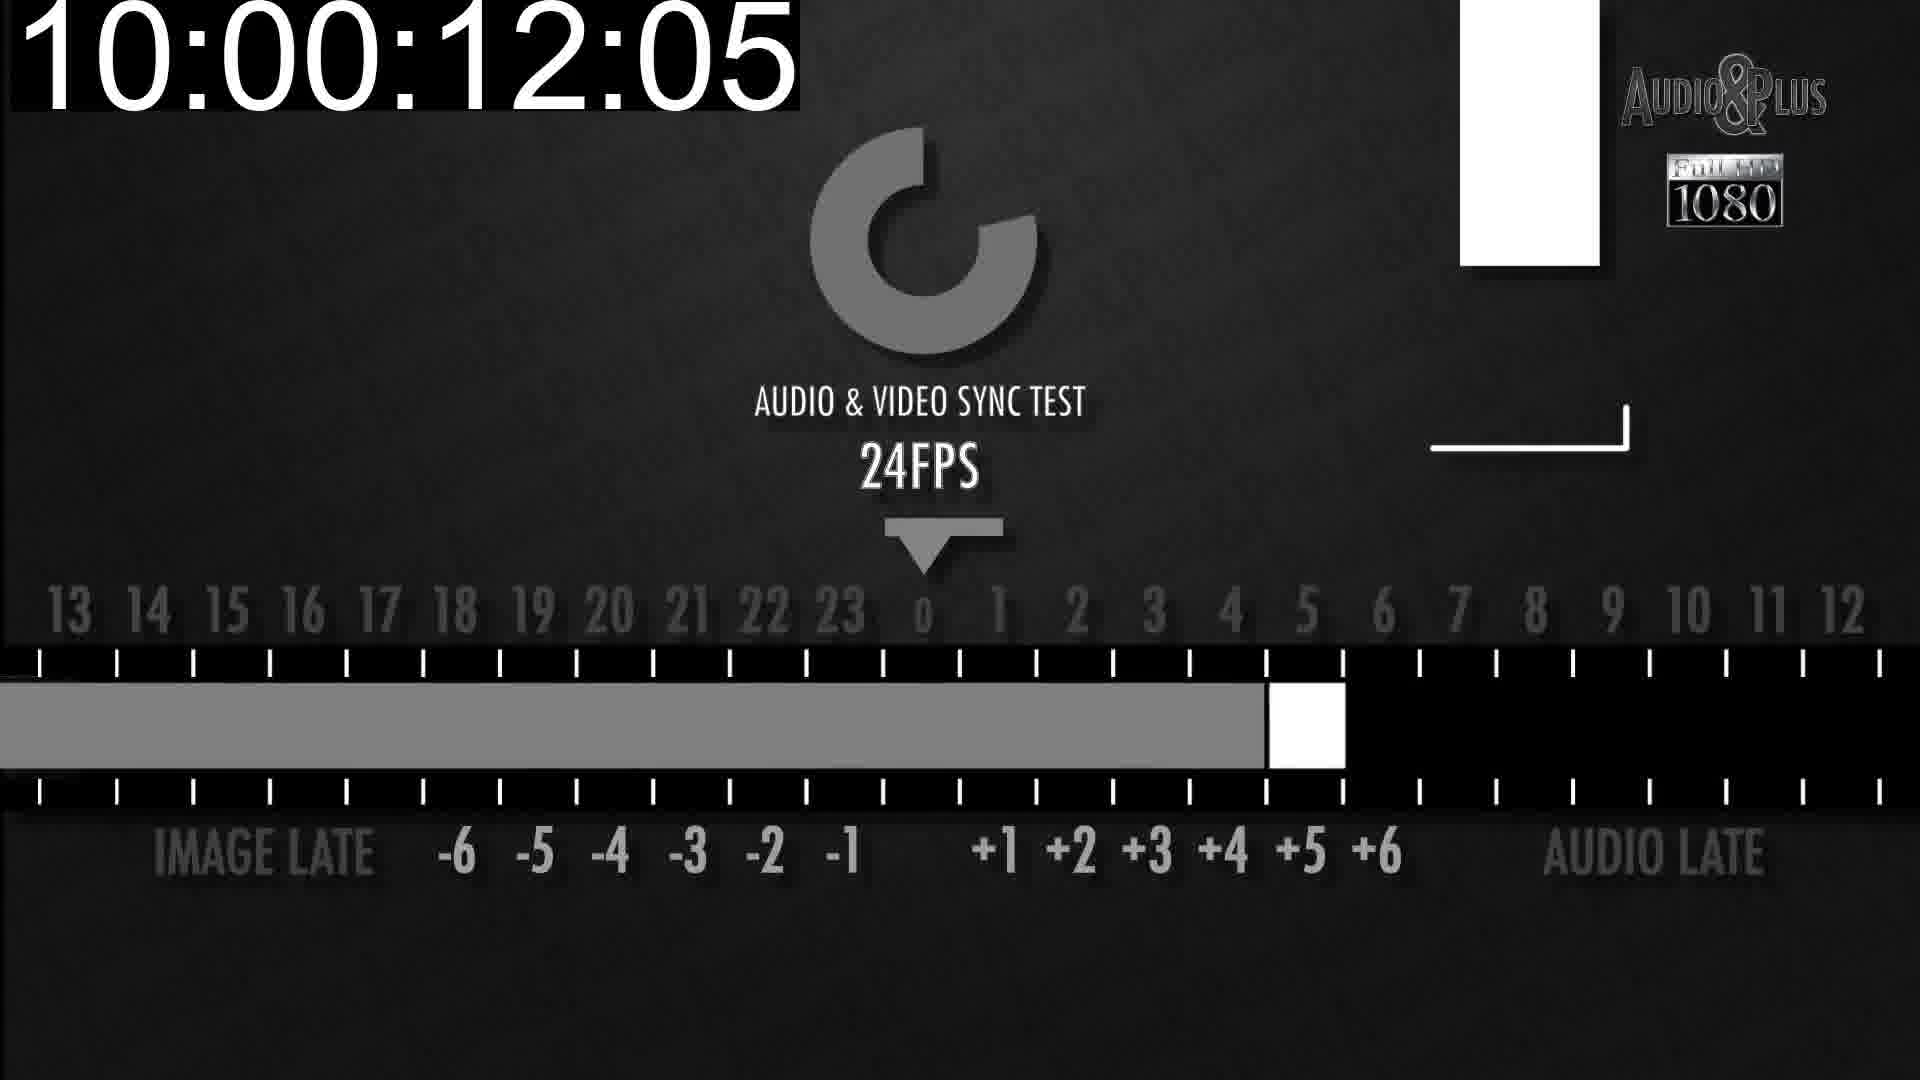 10:00:12:05
AUDIO & PLUS
Full HD
1080
AUDIO & VIDEO SYNC TEST
24FPS
13 14 15 16 17 18 19 20 21 22 23 0 1 2 3 4 5 6 7 8 9 10 11 12
IMAGE LATE -6 -5 -4 -3 -2 -1 +1 +2 +3 +4 +5 +6 AUDIO LATE